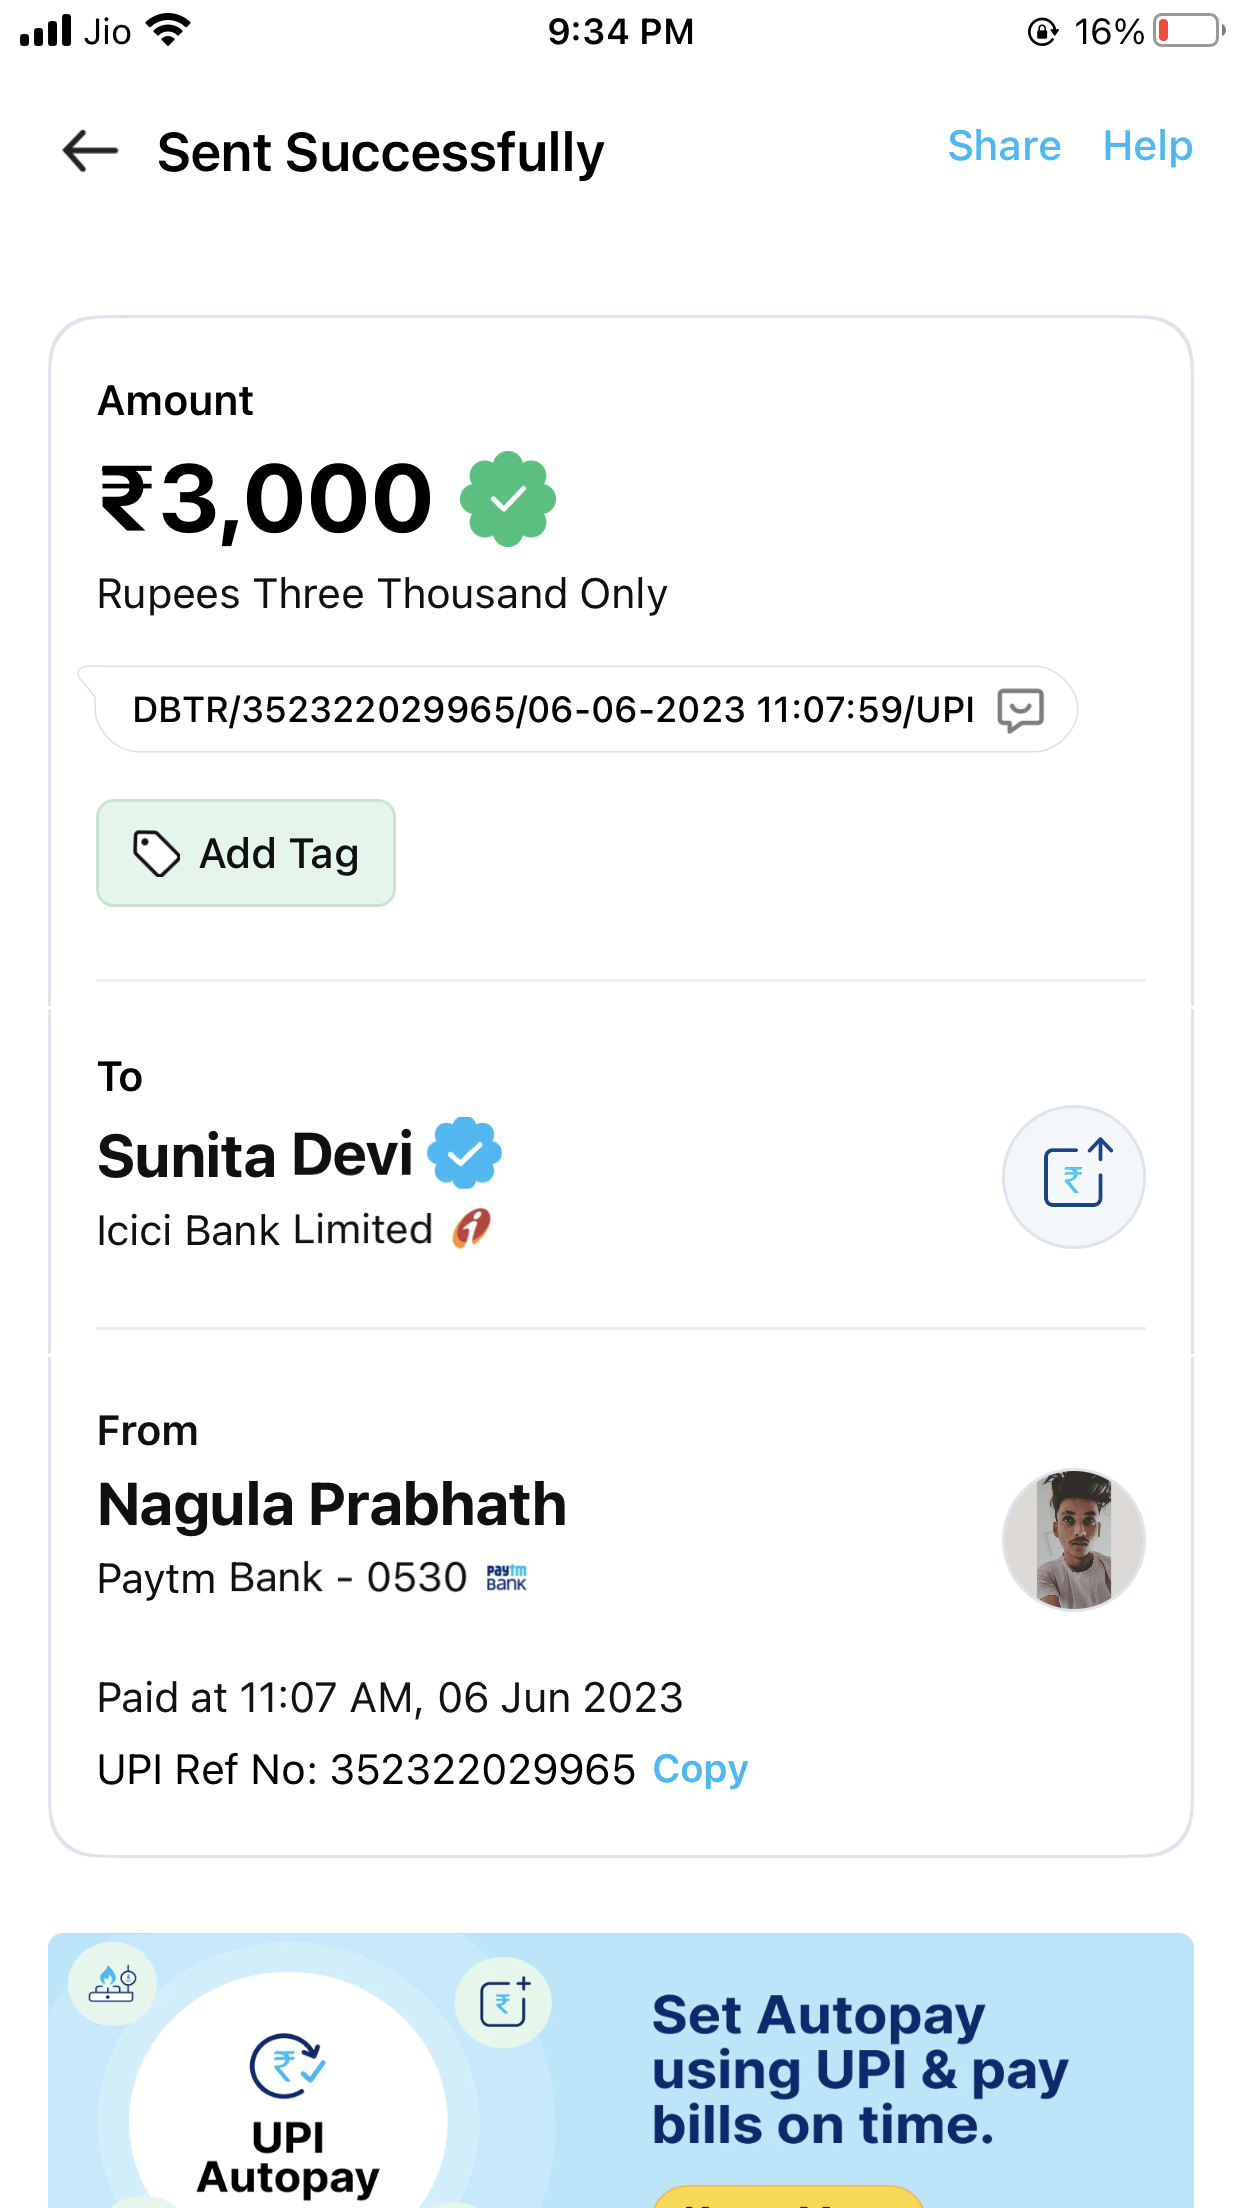 Jio 9:34 PM 16%
Sent Successfully Share Help
Amount
₹3,000
Rupees Three Thousand Only
DBTR/352322029965/06-06-2023 11:07:59/UPI
Add Tag
To
Sunita Devi
Icici Bank Limited
From
Nagula Prabhath
Paytm Bank - 0530 paytm BANK
Paid at 11:07 AM, 06 Jun 2023
UPI Ref No: 352322029965 Copy
Set Autopay
using UPI & pay
bills on time.
UPI
Autopay